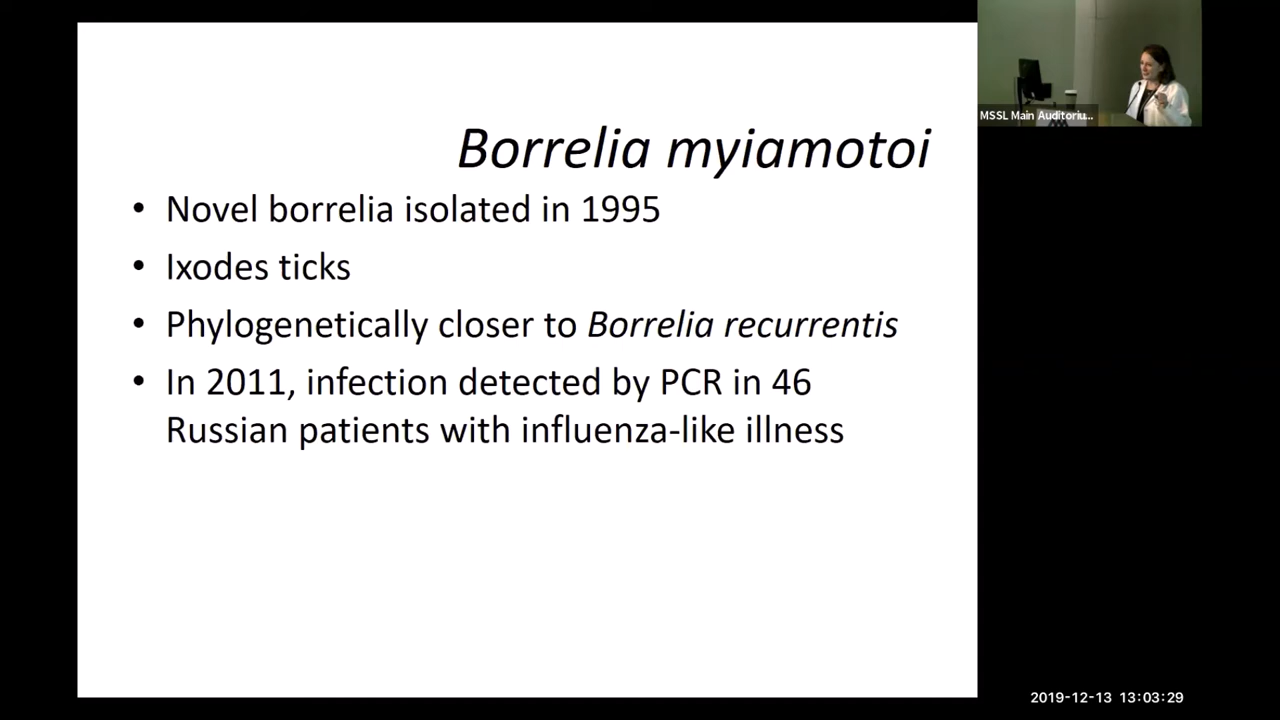 Borrelia myiamotoi
• Novel borrelia isolated in 1995
• Ixodes ticks
• Phylogenetically closer to Borrelia recurrentis
• In 2011, infection detected by PCR in 46
Russian patients with influenza-like illness
MSSL Main Auditoriu...
2019-12-13 13:03:29